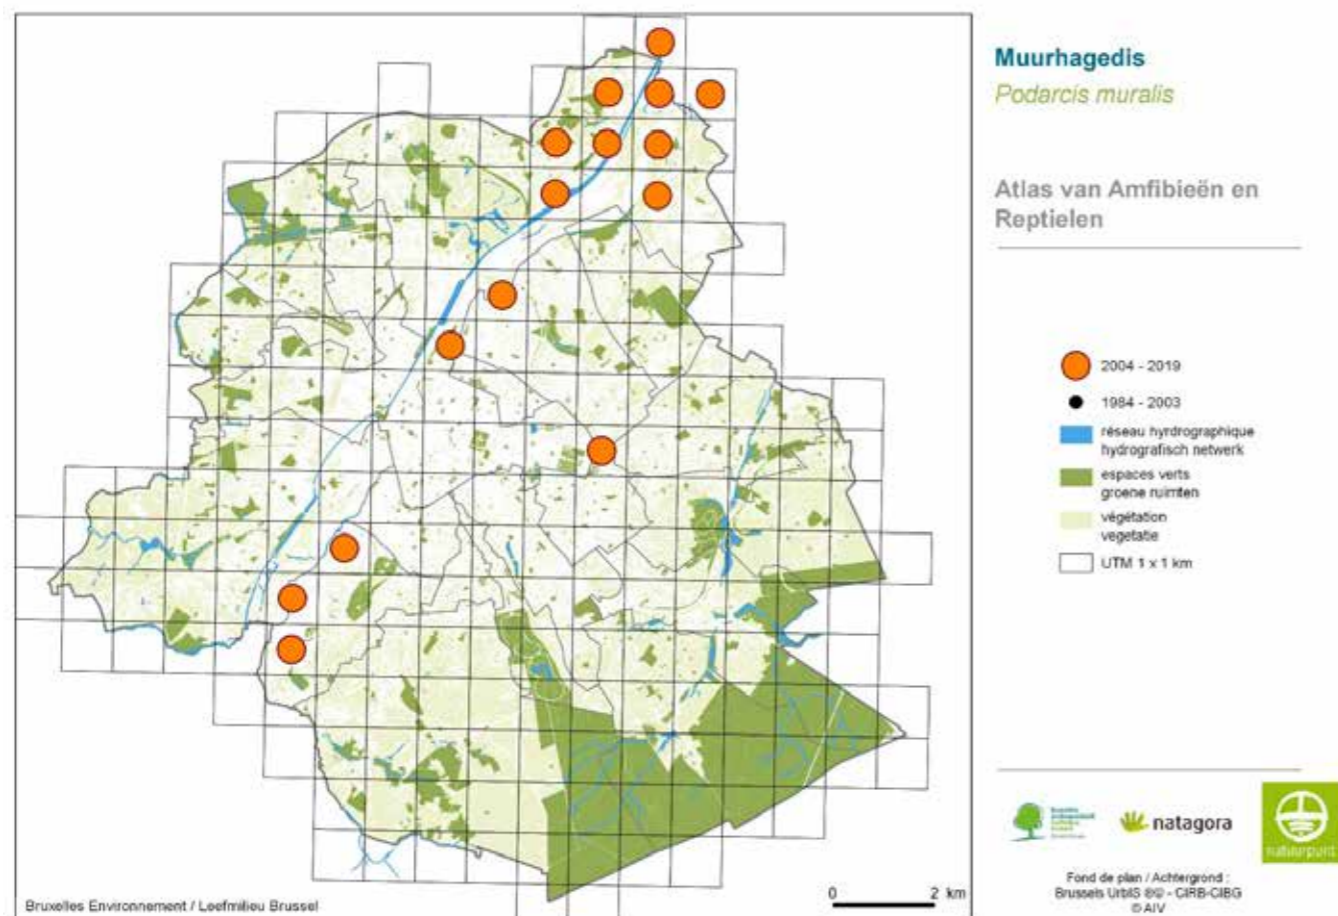 Muurhagedis
Podarcis muralis
Atlas van Amfibieën en
Reptielen
2004 - 2019
1984 - 2003
réseau hyrdrographique
hydrografisch netwerk
espaces verts
groene ruimten
végétation
vegetatie
UTM 1 x 1 km
natagora
natuurpunt
Fond de plan / Achtergrond :
Brussels UrbIS ®© - CIRB-CIBG
© AIV
0 2 km
Bruxelles Environnement / Leefmilieu Brussel